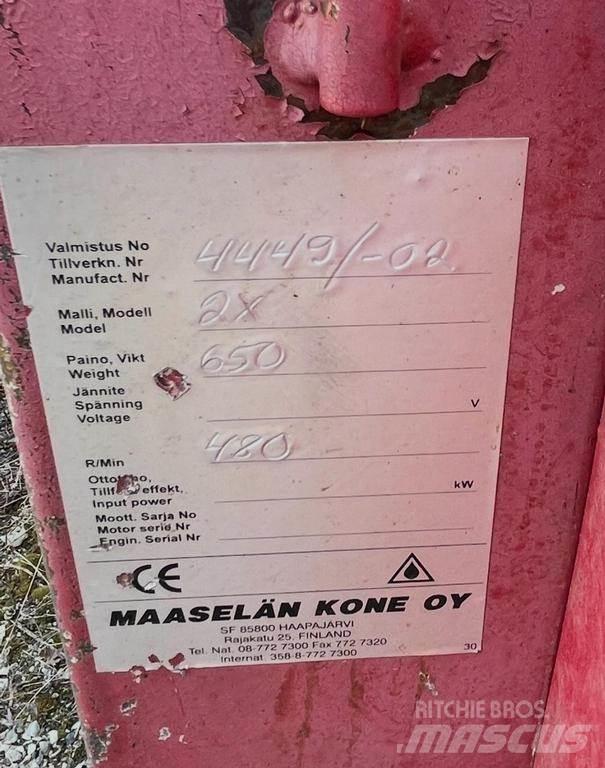 Valmistus No
Tillverkn. Nr 4449/-02
Manufact. Nr
Malli, Modell 2X
Model
Paino, Vikt 650
Weight
Jännite
Spänning
Voltage V
R/Min 480
Tillf effekt, kW
Input power
Moott. Sarja No
Motor serie Nr
Engin. Serial Nr
CE
MAASELÄN KONE OY
SF 85800 HAAPAJÄRVI
Rajakatu 25, FINLAND
Tel. Nat. 08-772 7300 Fax 772 7320
Internat. 358-8-772 7300 30
RITCHIE BROS.
MASCUS